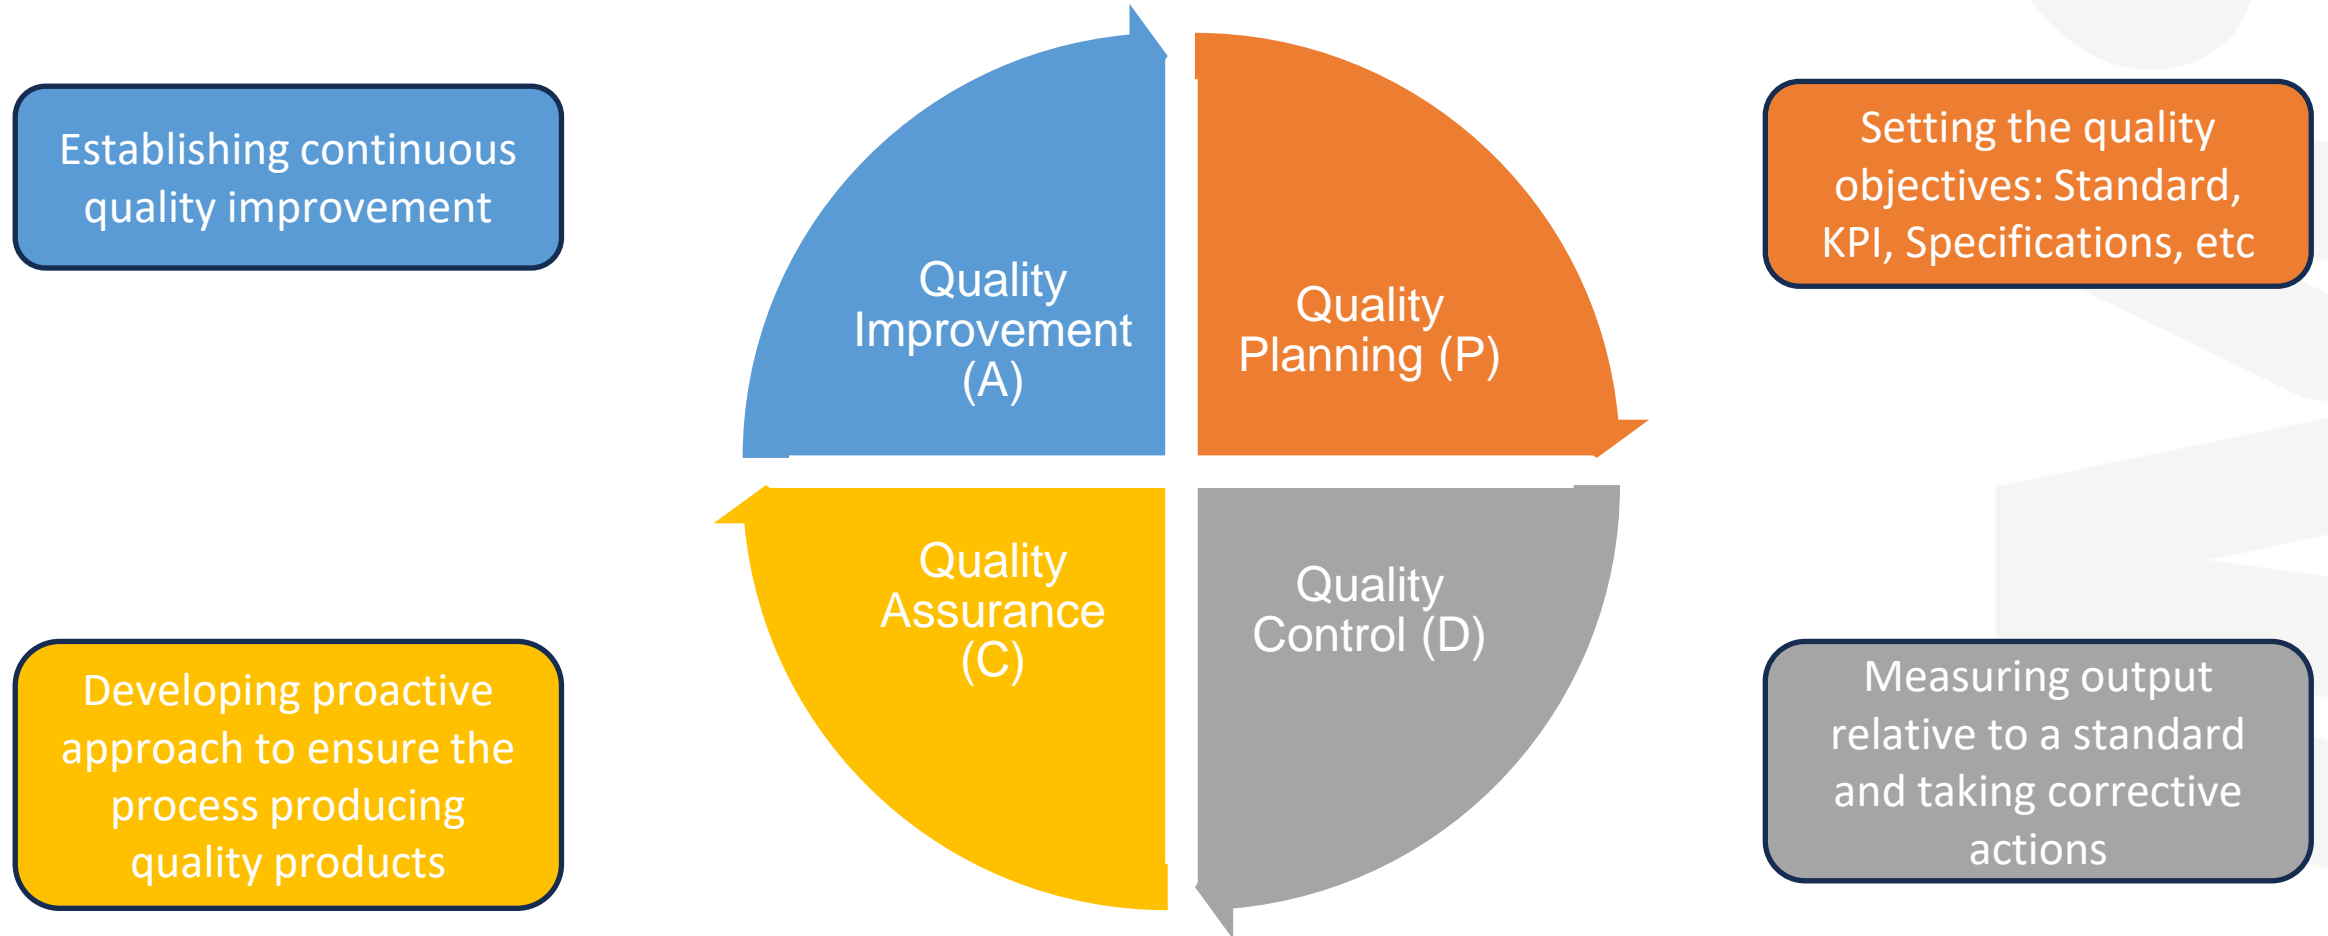 Establishing continuous
quality improvement
Setting the quality
objectives: Standard,
KPI, Specifications, etc
Quality
Improvement
(A)
Quality
Planning (P)
Quality
Assurance
(C)
Quality
Control (D)
Developing proactive
approach to ensure the
process producing
quality products
Measuring output
relative to a standard
and taking corrective
actions